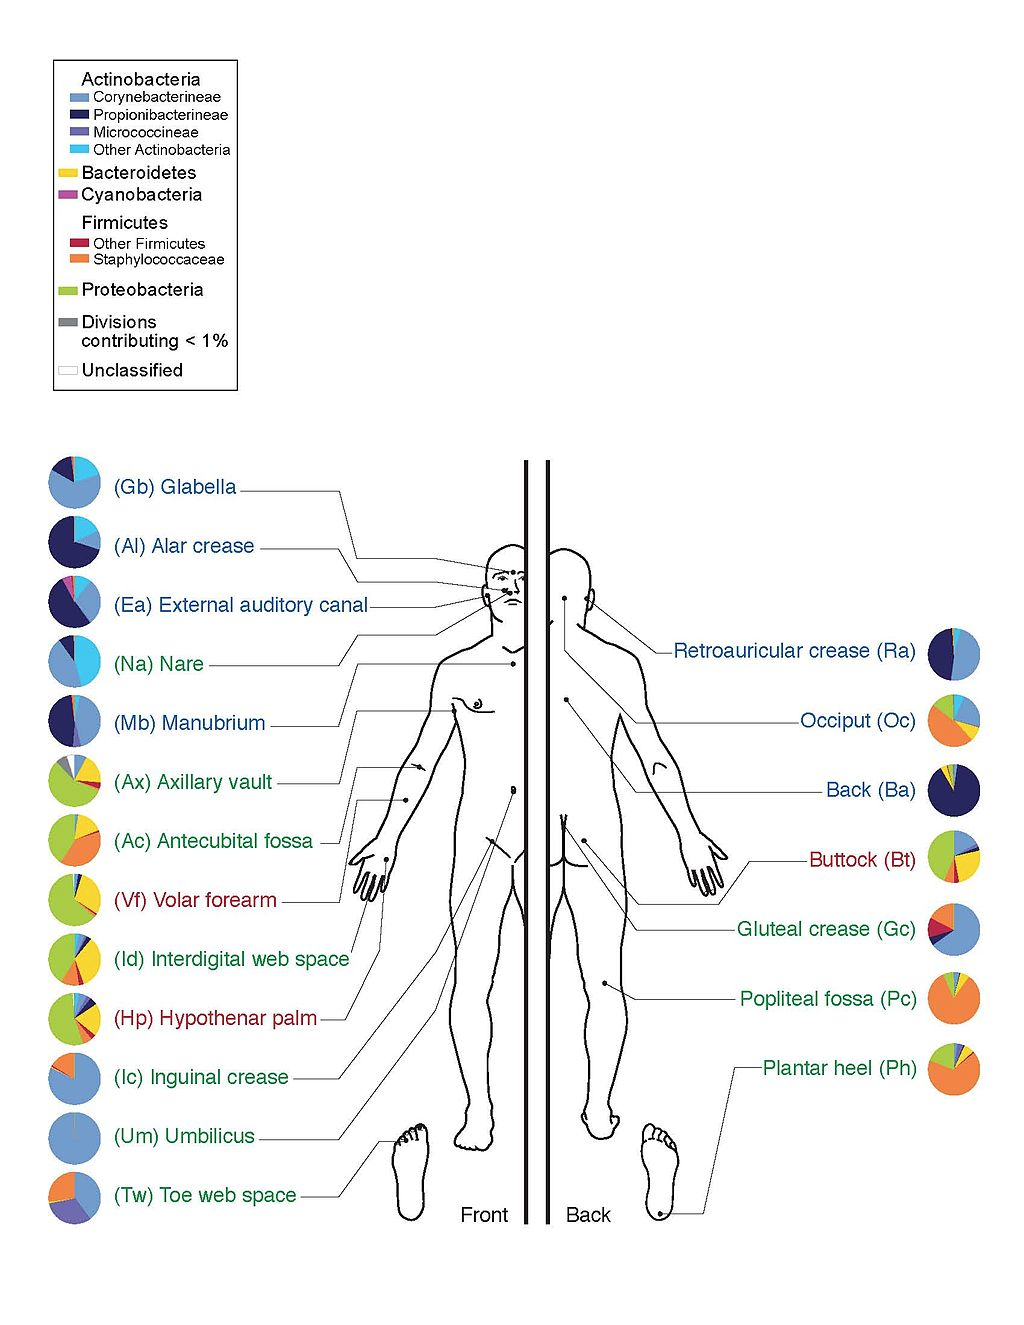 Actinobacteria
Corynebacterineae
Propionibacterineae
Micrococcineae
Other Actinobacteria
Bacteroidetes
Cyanobacteria
Firmicutes
Other Firmicutes
Staphylococcaceae
Proteobacteria
Divisions
contributing < 1%
Unclassified
(Gb) Glabella
(Al) Alar crease
(Ea) External auditory canal
(Na) Nare
(Mb) Manubrium
(Ax) Axillary vault
(Ac) Antecubital fossa
(Vf) Volar forearm
(Id) Interdigital web space
(Hp) Hypothenar palm
(Ic) Inguinal crease
(Um) Umbilicus
(Tw) Toe web space
Front
Back
Retroauricular crease (Ra)
Occiput (Oc)
Back (Ba)
Buttock (Bt)
Gluteal crease (Gc)
Popliteal fossa (Pc)
Plantar heel (Ph)